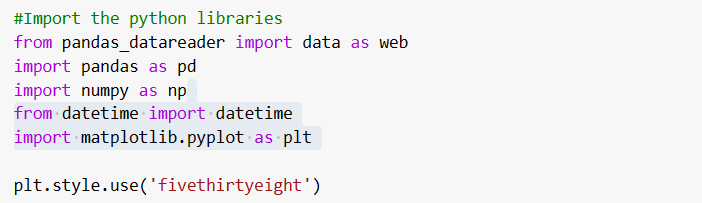 #Import the python libraries
from pandas_datareader import data as web
import pandas as pd
import numpy as np
from datetime import datetime
import matplotlib.pyplot as plt
plt.style.use('fivethirtyeight')